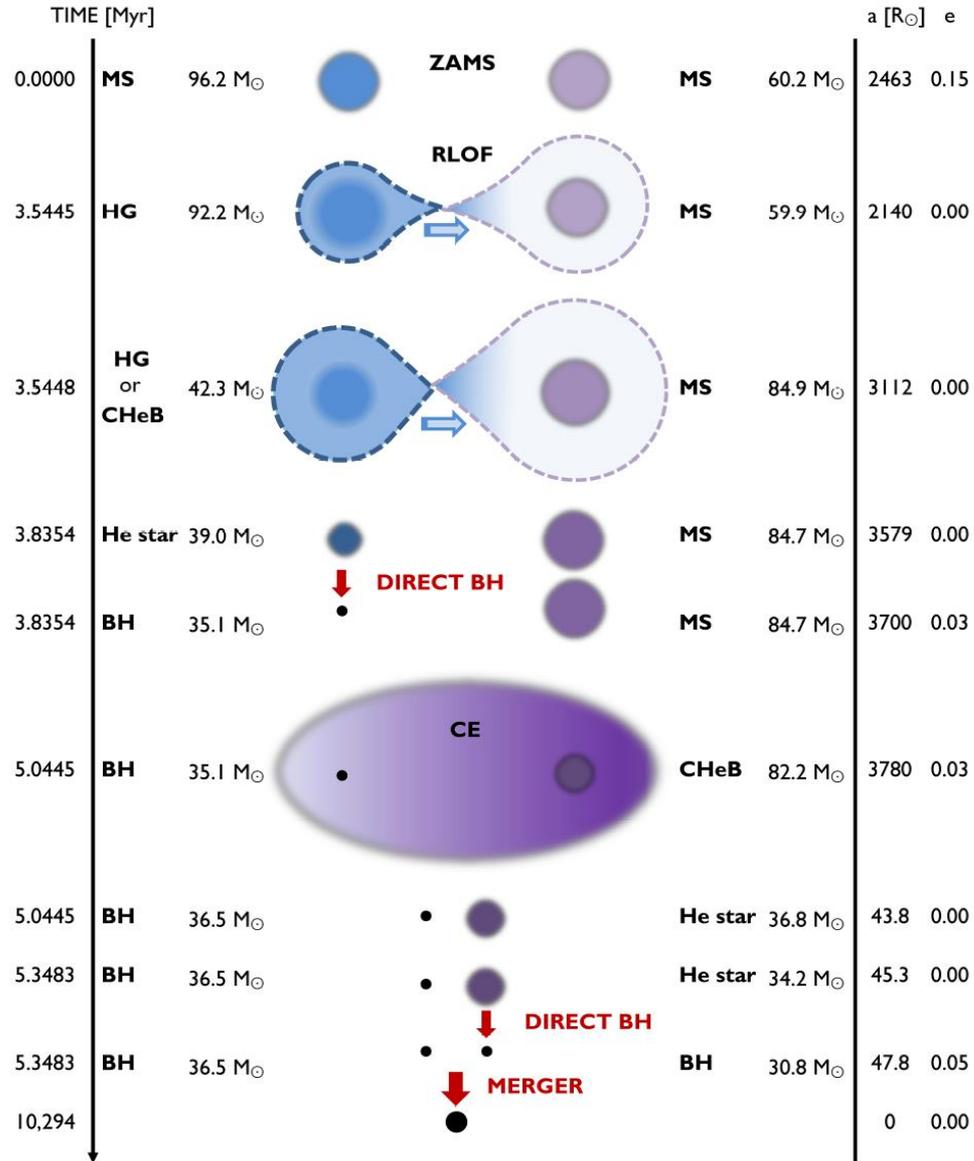 TIME [Myr] a [R☉] e
ZAMS
0.0000 MS 96.2 M☉ MS 60.2 M☉ 2463 0.15
RLOF
3.5445 HG 92.2 M☉ MS 59.9 M☉ 2140 0.00
HG
or
3.5448 42.3 M☉ MS 84.9 M☉ 3112 0.00
CHeB
3.8354 He star 39.0 M☉ MS 84.7 M☉ 3579 0.00
DIRECT BH
3.8354 BH 35.1 M☉ MS 84.7 M☉ 3700 0.03
CE
5.0445 BH 35.1 M☉ CHeB 82.2 M☉ 3780 0.03
5.0445 BH 36.5 M☉ He star 36.8 M☉ 43.8 0.00
5.3483 BH 36.5 M☉ He star 34.2 M☉ 45.3 0.00
DIRECT BH
5.3483 BH 36.5 M☉ BH 30.8 M☉ 47.8 0.05
MERGER
10,294 0 0.00